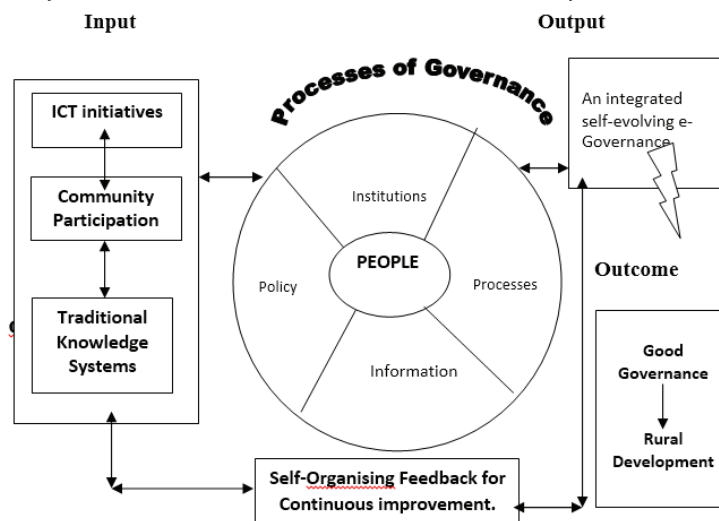 Input
Output
Processes of Governance
ICT initiatives
Community
Participation
Traditional
Knowledge
Systems
Institutions
Policy
PEOPLE
Processes
Information
An integrated
self-evolving e-
Governance
Outcome
Good
Governance
Rural
Development
Self-Organising Feedback for
Continuous improvement.